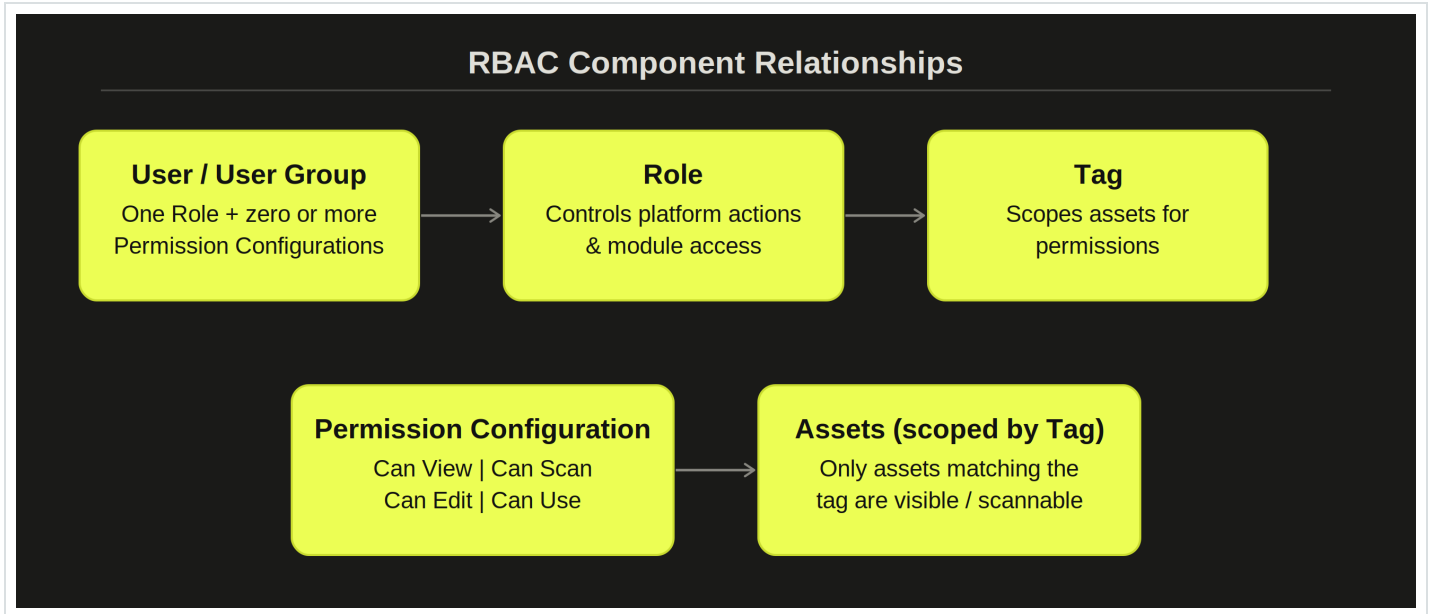 RBAC Component Relationships
User / User Group
One Role + zero or more
Permission Configurations
Role
Controls platform actions
& module access
Tag
Scopes assets for
permissions
Permission Configuration
Can View | Can Scan
Can Edit | Can Use
Assets (scoped by Tag)
Only assets matching the
tag are visible / scannable